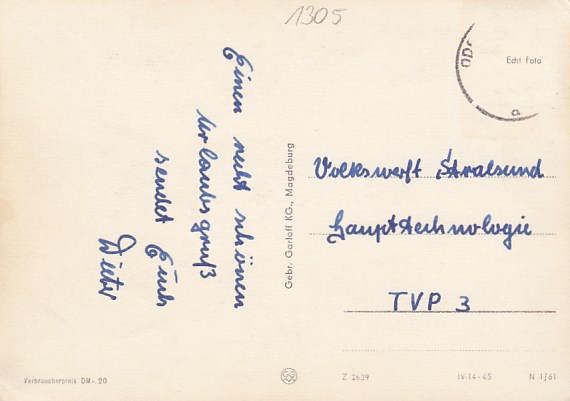 1305
Einen recht schönen
Urlaubsgruß
sendet Euch
Dieter
Gebr. Garloff KG., Magdeburg
Echt Foto
Volkswerft Stralsund
Haupttechnologie
TVP 3
Verbraucherpreis DM -.20
Z 2639
IV-14-45
N 1/61